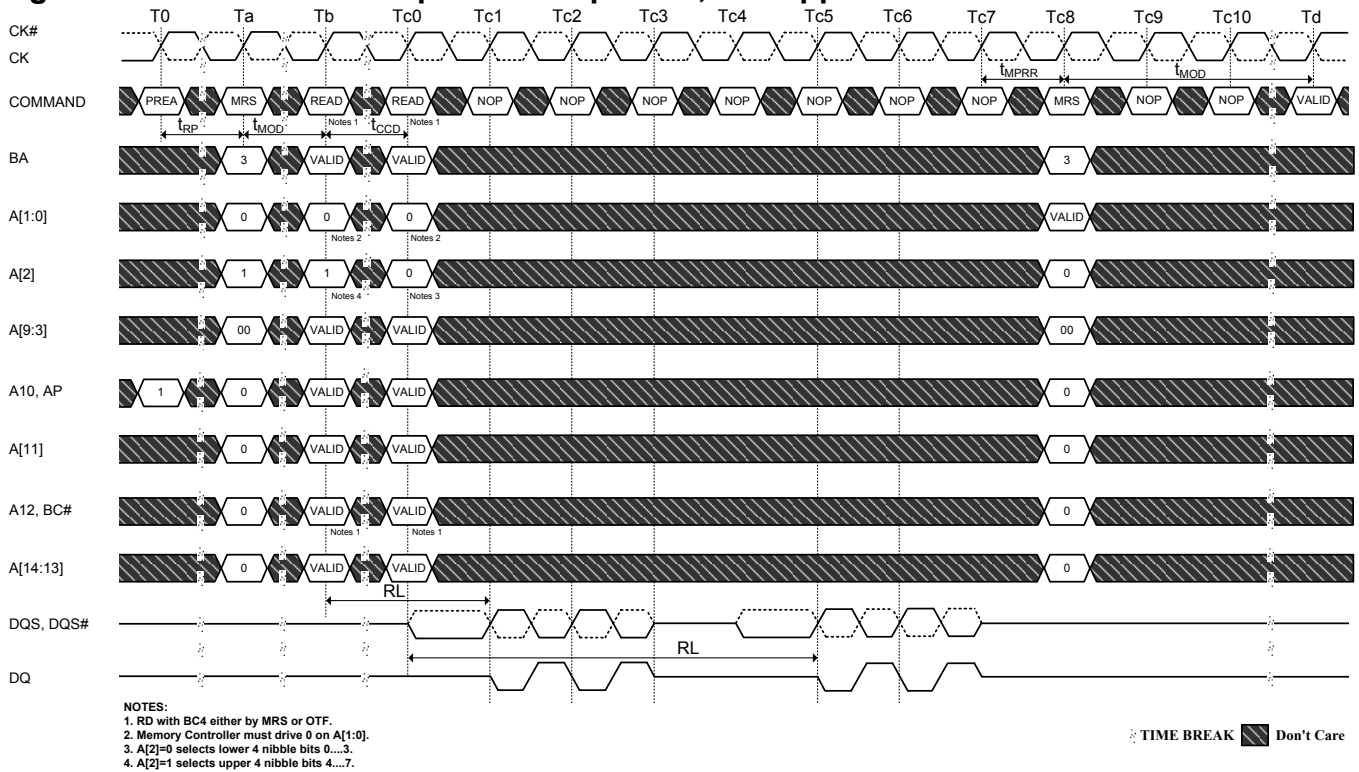 T0 Ta Tb Tc0 Tc1 Tc2 Tc3 Tc4 Tc5 Tc6 Tc7 Tc8 Tc9 Tc10 Td
CK#
CK
tMPRR tMOD
COMMAND PREA MRS READ READ NOP NOP NOP NOP NOP NOP NOP MRS NOP NOP VALID
Notes 1 Notes 1
tRP tMOD tCCD
BA 3 VALID VALID 3
A[1:0] 0 0 0 VALID
Notes 2 Notes 2
A[2] 1 1 0 0
Notes 4 Notes 3
A[9:3] 00 VALID VALID 00
A10, AP 1 0 VALID VALID 0
A[11] 0 VALID VALID 0
A12, BC# 0 VALID VALID 0
Notes 1 Notes 1
A[14:13] 0 VALID VALID 0
RL
DQS, DQS#
RL
DQ
NOTES:
1. RD with BC4 either by MRS or OTF.
2. Memory Controller must drive 0 on A[1:0].
3. A[2]=0 selects lower 4 nibble bits 0....3.
4. A[2]=1 selects upper 4 nibble bits 4....7.
TIME BREAK Don't Care